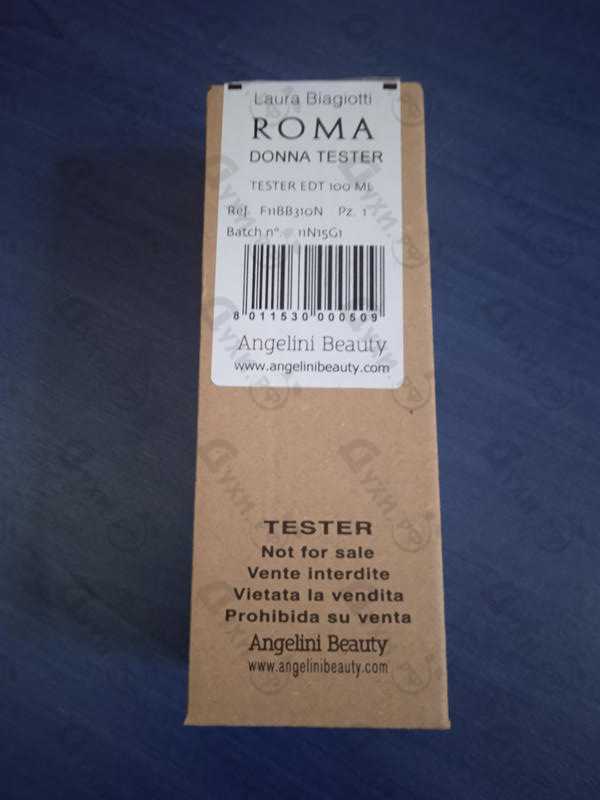 Laura Biagiotti
ROMA
DONNA TESTER
TESTER EDT 100 ML
Ref. F11BB310N Pz. 1
Batch n°. 11N15G1
8 011530 000509
Angelini Beauty
www.angelinibeauty.com
TESTER
Not for sale
Vente interdite
Vietata la vendita
Prohibida su venta
Angelini Beauty
www.angelinibeauty.com
Духи.рф